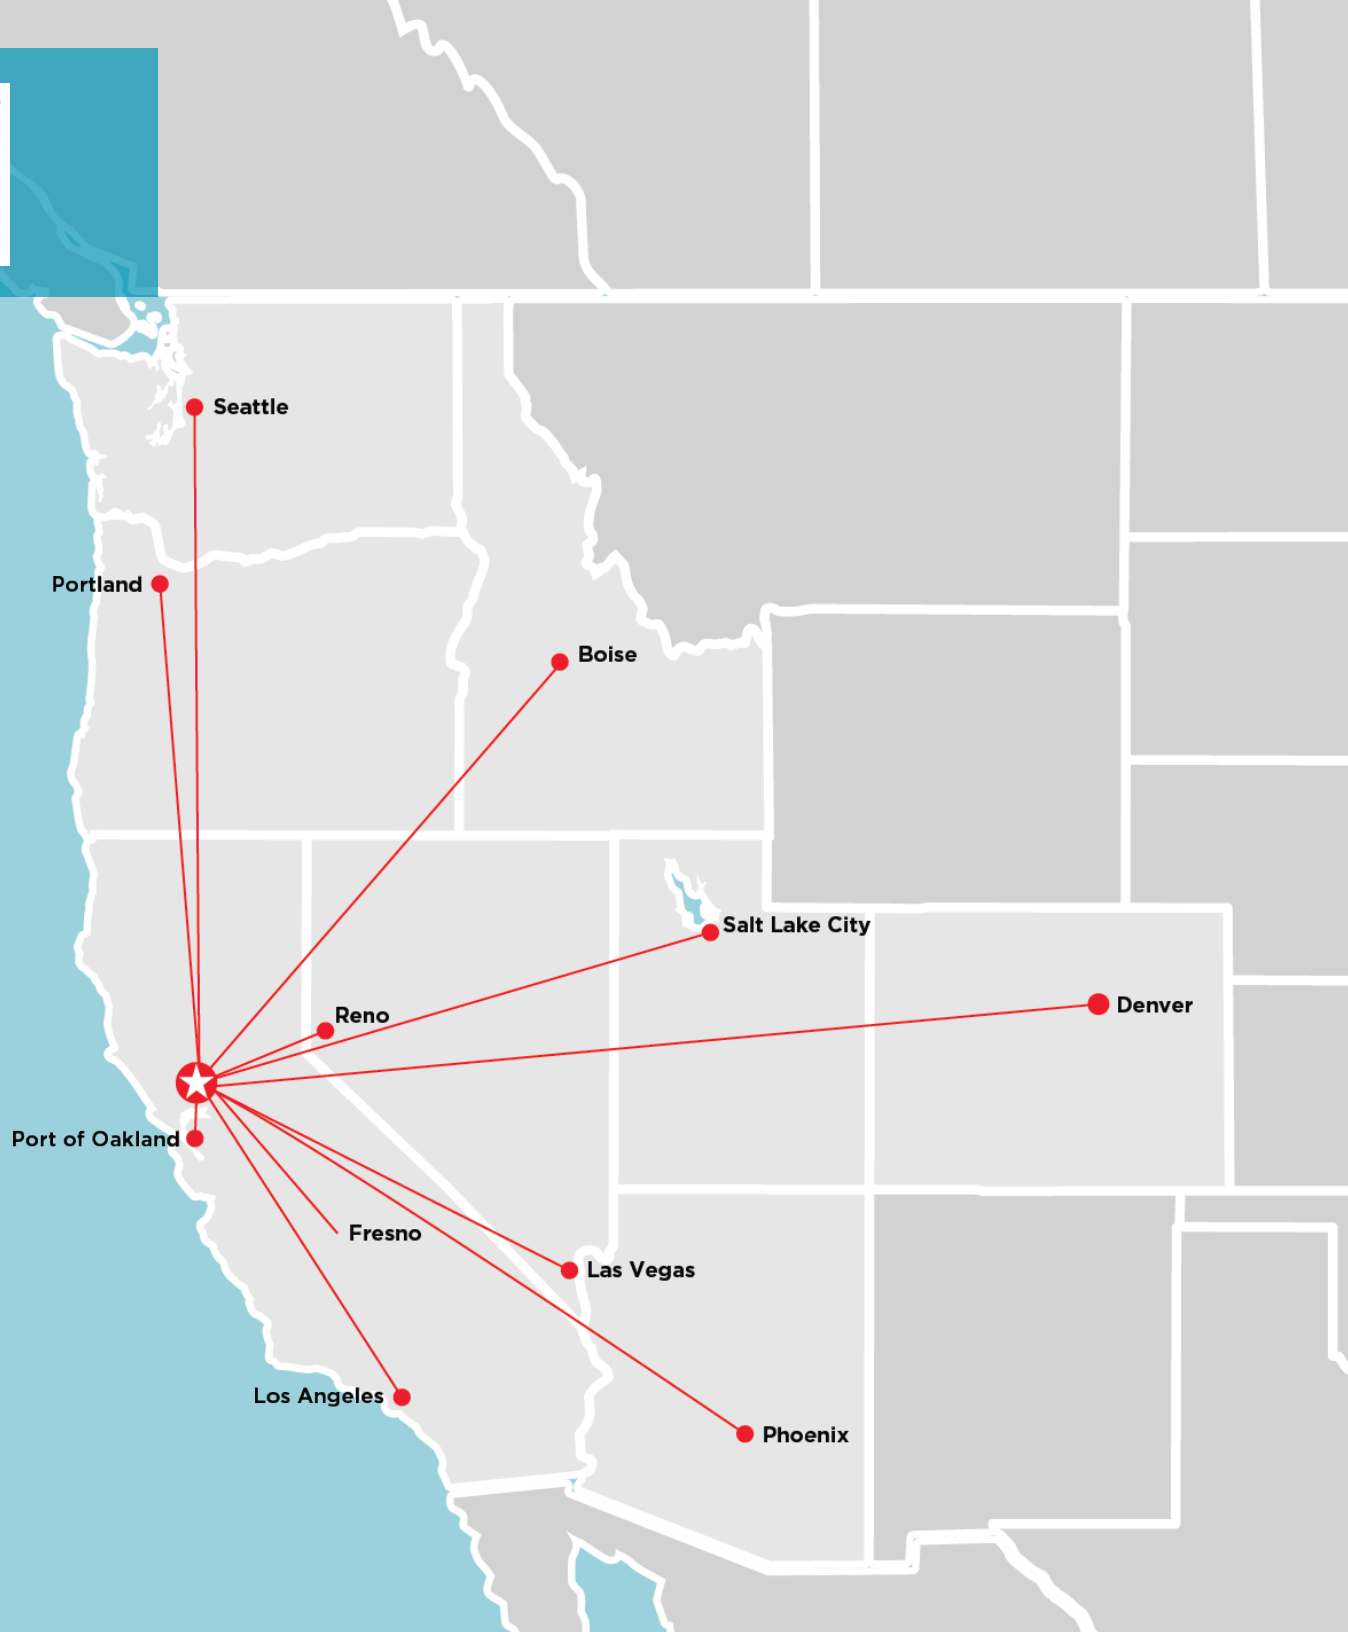 Seattle
Portland
Boise
Salt Lake City
Denver
Reno
Port of Oakland
Fresno
Las Vegas
Los Angeles
Phoenix